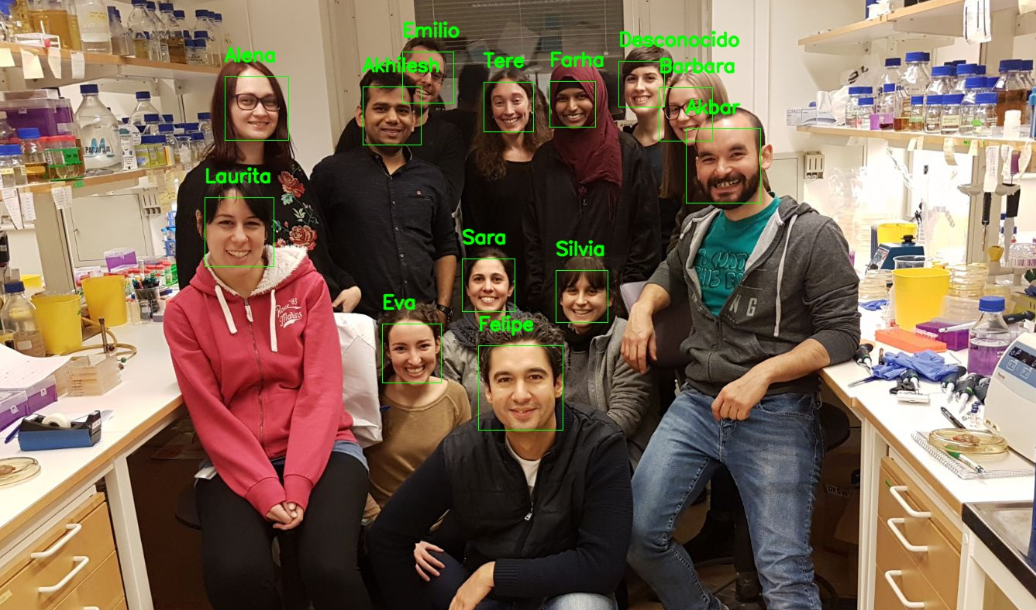 Emilio
Desconocido
Alena
Akhilesh
Tere
Farha
Barbara
Akbar
Laurita
Sara
Silvia
Eva
Felipe